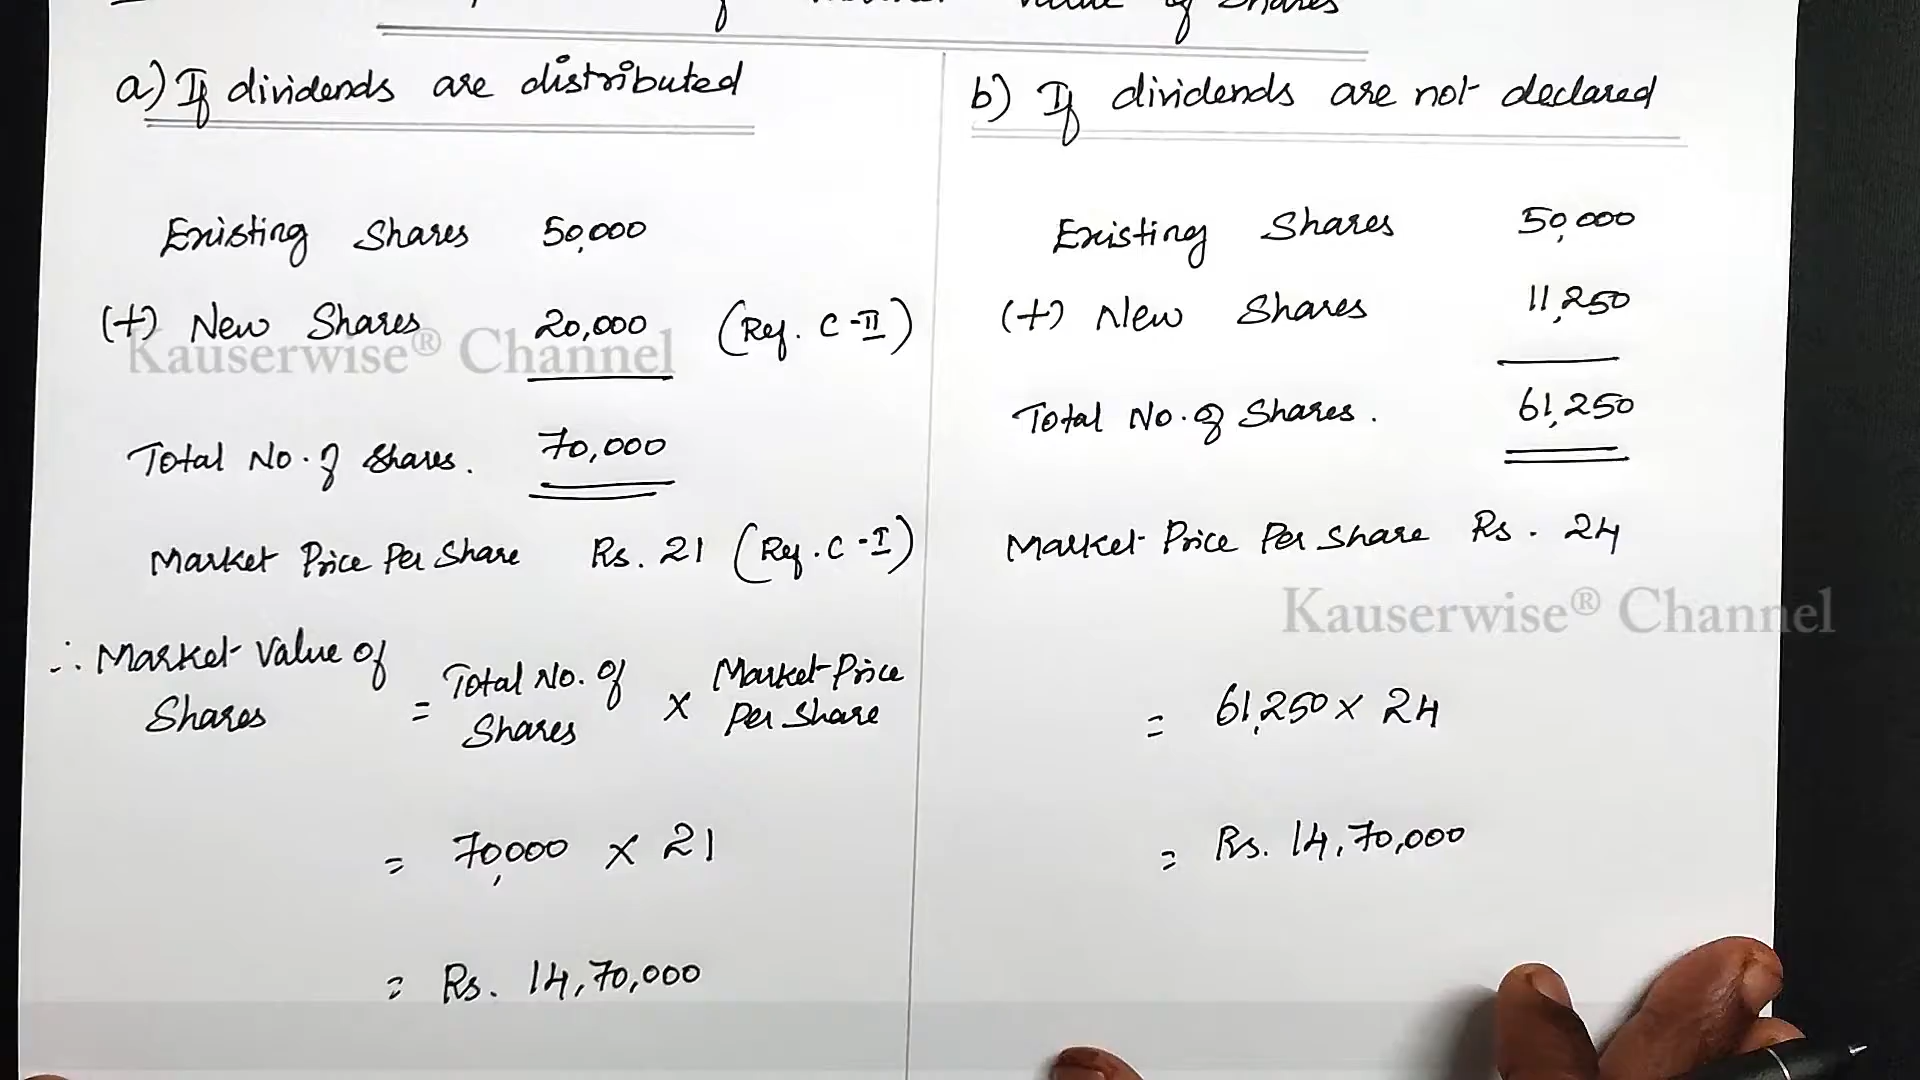 Value of Shares
a) If dividends are distributed
Existing Shares 50,000
(+) New Shares 20,000 (Ref. C-II)
Kauserwise® Channel
Total No. of Shares. 70,000
Market Price Per Share Rs. 21 (Ref. C-I)
∴ Market Value of Shares = Total No. of Shares × Market Price Per Share
= 70,000 × 21
= Rs. 14,70,000
b) If dividends are not declared
Existing Shares 50,000
(+) New Shares 11,250
Total No. of Shares. 61,250
Market Price Per Share Rs. 24
Kauserwise® Channel
= 61,250 × 24
= Rs. 14,70,000